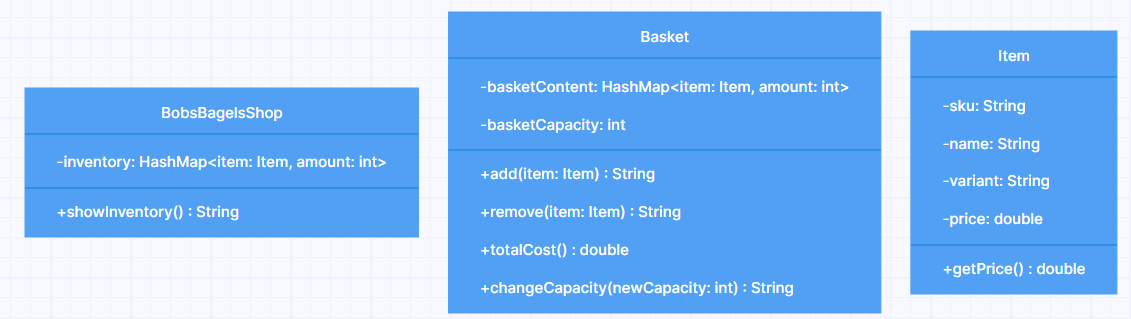 BobsBagelsShop
-inventory: HashMap<item: Item, amount: int>
+showInventory() : String
Basket
-basketContent: HashMap<item: Item, amount: int>
-basketCapacity: int
+add(item: Item) : String
+remove(item: Item) : String
+totalCost() : double
+changeCapacity(newCapacity: int) : String
Item
-sku: String
-name: String
-variant: String
-price: double
+getPrice() : double